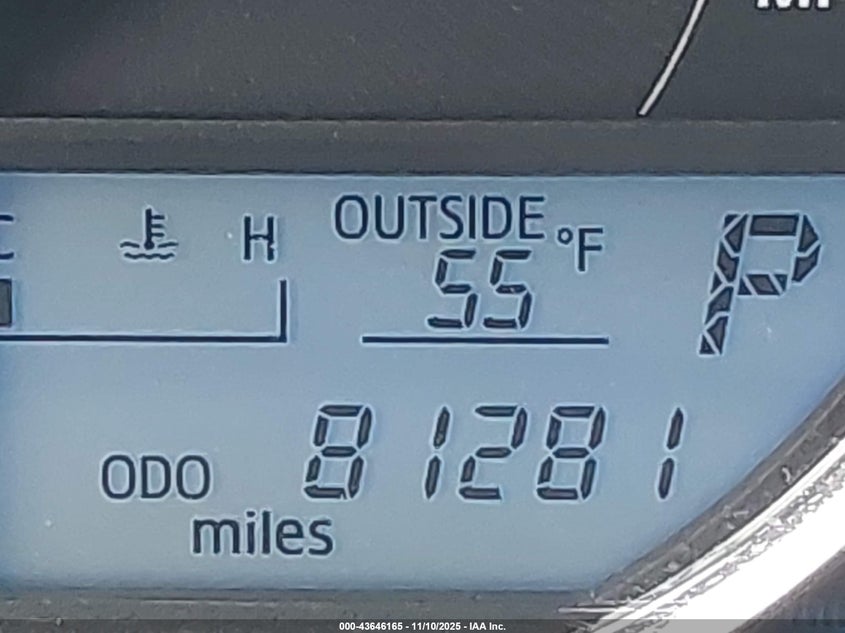 C H
OUTSIDE
55 °F
P
ODO 81281
miles
000-43646165 - 11/10/2025 - IAA Inc.